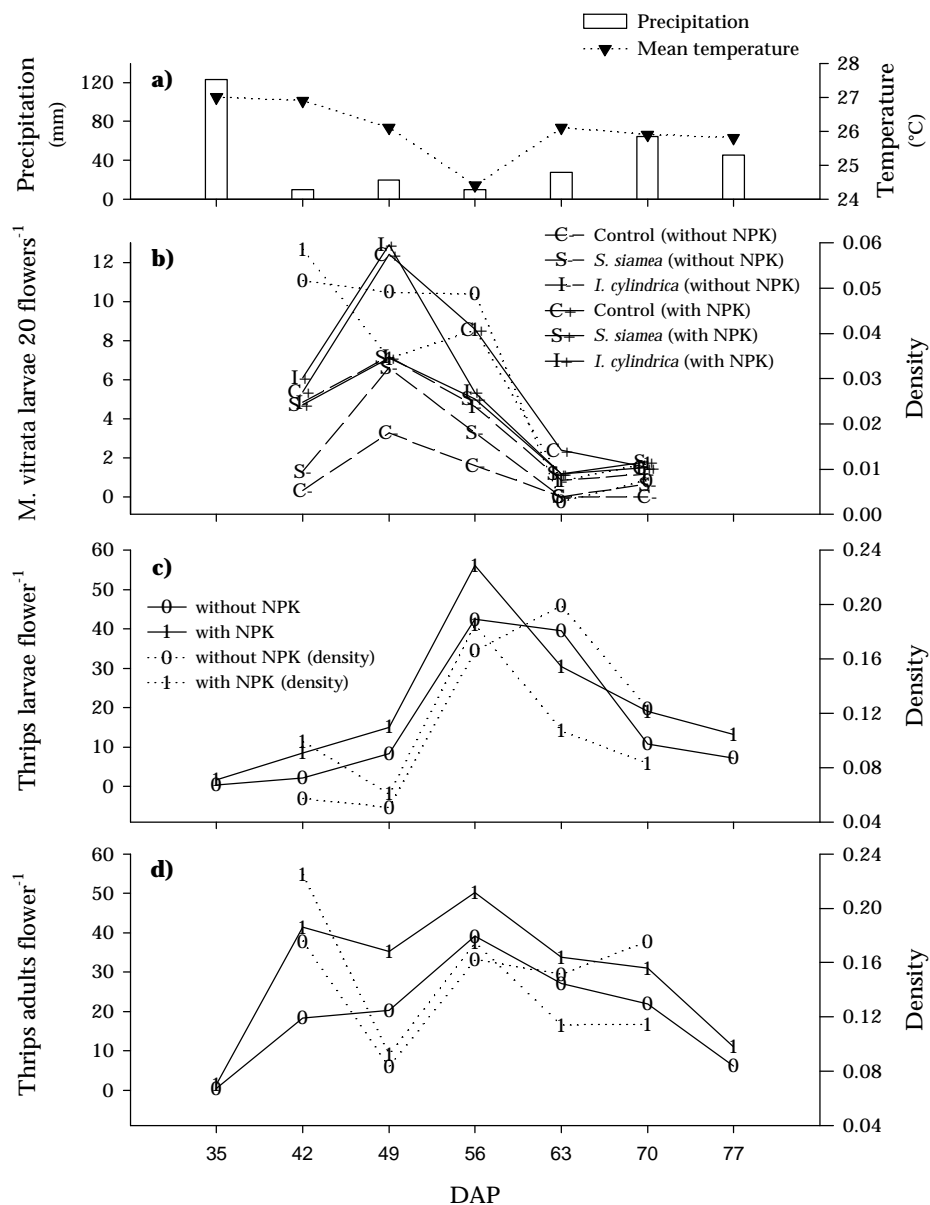 Precipitation
Mean temperature
a)
Precipitation
(mm)
120
80
40
0
28
27
26
25
24
Temperature
(°C)
b)
M. vitrata larvae 20 flowers-1
12
10
8
6
4
2
0
C- Control (without NPK)
S- S. siamea (without NPK)
I- I. cylindrica (without NPK)
C+ Control (with NPK)
S+ S. siamea (with NPK)
I+ I. cylindrica (with NPK)
0.06
0.05
0.04
0.03
0.02
0.01
0.00
Density
c)
Thrips larvae flower-1
60
50
40
30
20
10
0
0 without NPK
1 with NPK
0 without NPK (density)
1 with NPK (density)
0.24
0.20
0.16
0.12
0.08
0.04
Density
d)
Thrips adults flower-1
60
50
40
30
20
10
0
0.24
0.20
0.16
0.12
0.08
0.04
Density
35 42 49 56 63 70 77
DAP